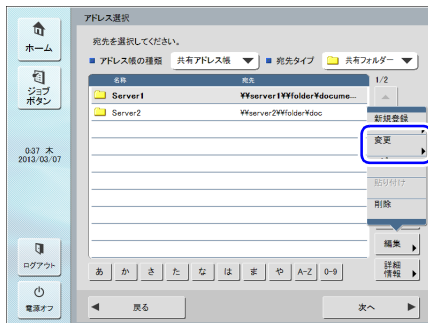 アドレス選択
ホーム
宛先を選択してください。
■ アドレス帳の種類 共有アドレス帳 ▼ ■ 宛先タイプ 共有フォルダー ▼
名称 宛先 1/2
ジョブ
ボタン
Server1 ¥¥server1¥¥folder¥docume...
Server2 ¥¥server2¥¥folder¥doc
新規登録
変更
0:37 木
2013/03/07
貼り付け
削除
編集
ログアウト
あ か さ た な は ま や A-Z 0-9
詳細
情報
電源オフ
戻る
次へ